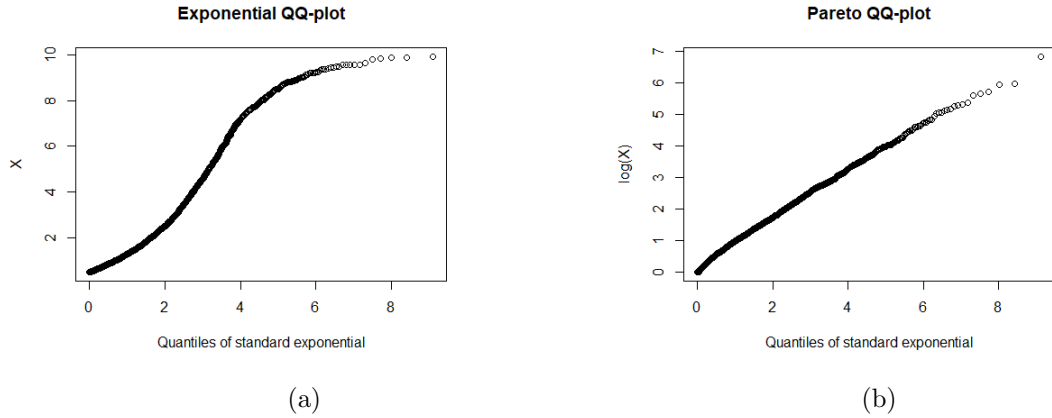 Exponential QQ-plot
10
8
6
4
2
X
0 2 4 6 8
Quantiles of standard exponential
(a)
Pareto QQ-plot
7
6
5
4
3
2
1
0
log(X)
0 2 4 6 8
Quantiles of standard exponential
(b)